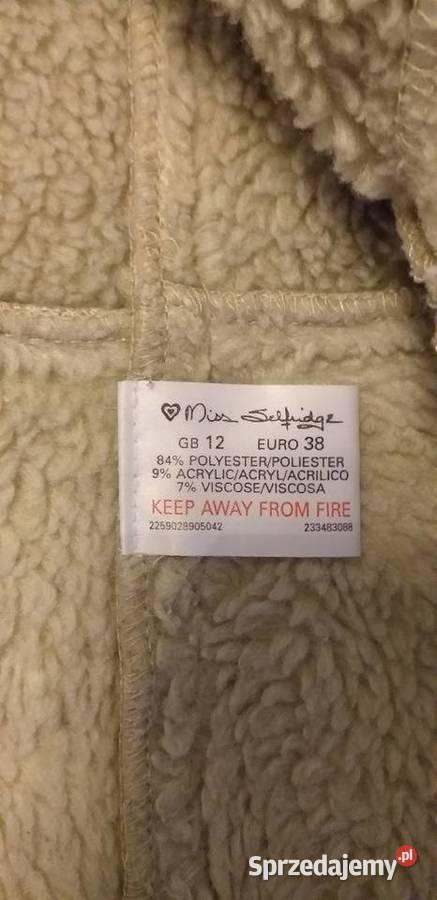 Miss Selfridge
GB 12 EURO 38
84% POLYESTER/POLIESTER
9% ACRYLIC/ACRYL/ACRILICO
7% VISCOSE/VISCOSA
KEEP AWAY FROM FIRE
2259028905042 233483088
Sprzedajemy.pl